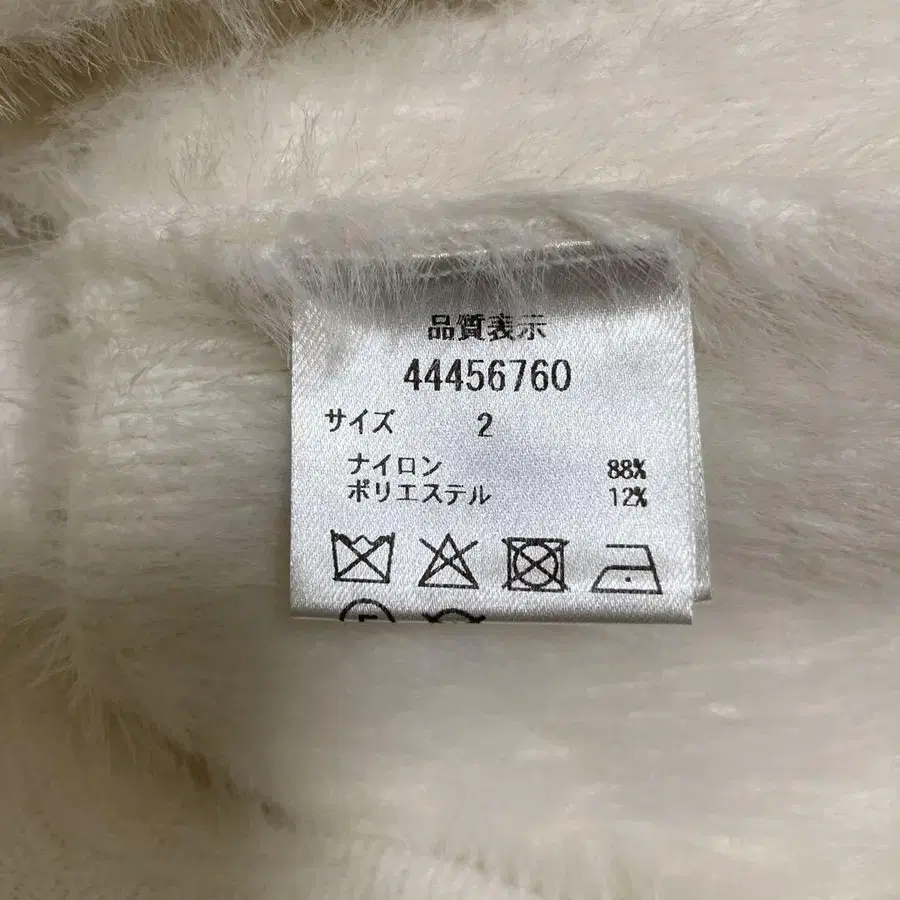 品質表示
44456760
サイズ 2
ナイロン 88%
ポリエステル 12%